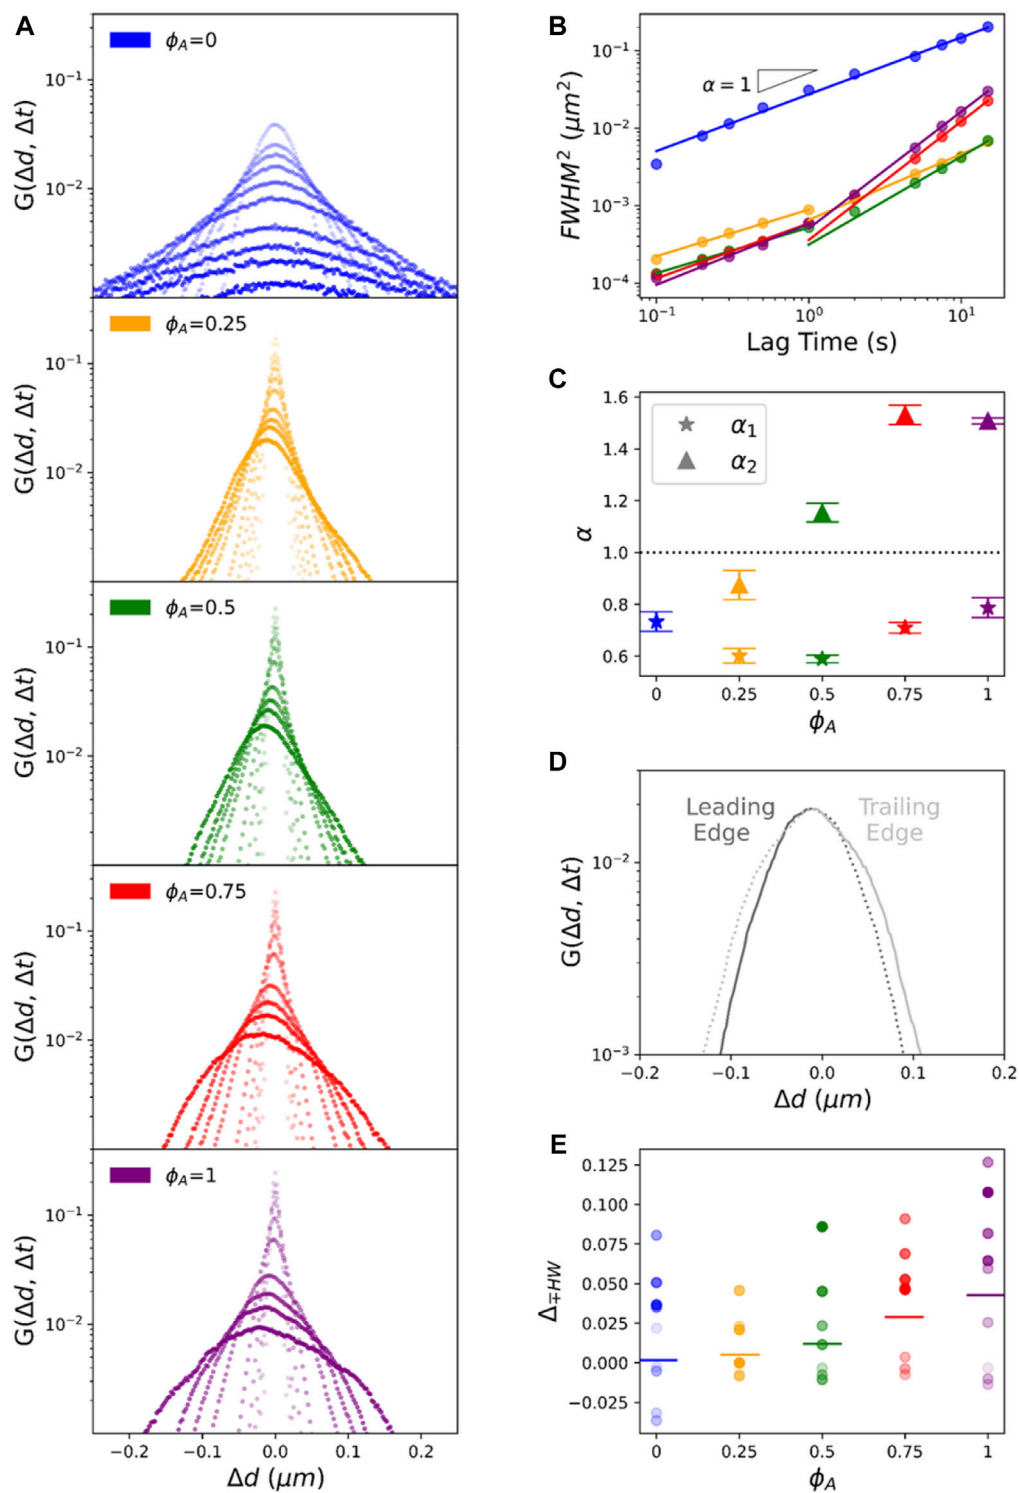 A
ϕA=0
G(Δd, Δt)
10⁻¹
10⁻²
ϕA=0.25
G(Δd, Δt)
10⁻¹
10⁻²
ϕA=0.5
G(Δd, Δt)
10⁻¹
10⁻²
ϕA=0.75
G(Δd, Δt)
10⁻¹
10⁻²
ϕA=1
G(Δd, Δt)
10⁻¹
10⁻²
−0.2 −0.1 0.0 0.1 0.2
Δd (μm)
B
FWHM² (μm²)
10⁻¹
10⁻²
10⁻³
10⁻⁴
α = 1
10⁻¹ 10⁰ 10¹
Lag Time (s)
C
α
1.6
1.4
1.2
1.0
0.8
0.6
α₁
α₂
0 0.25 0.5 0.75 1
ϕA
D
G(Δd, Δt)
10⁻²
10⁻³
Leading
Edge
Trailing
Edge
−0.2 −0.1 0.0 0.1 0.2
Δd (μm)
E
Δ∓HW
0.125
0.100
0.075
0.050
0.025
0.000
−0.025
0 0.25 0.5 0.75 1
ϕA